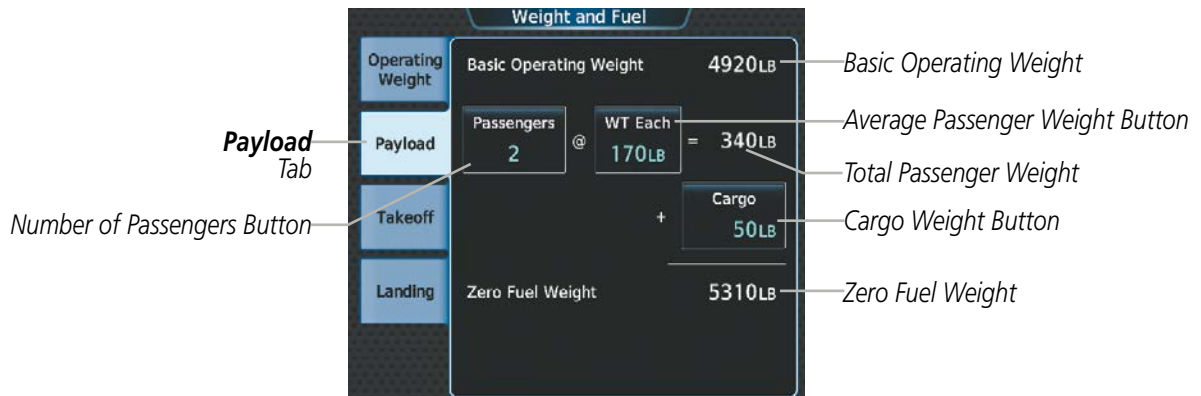 Weight and Fuel
Operating
Weight
Basic Operating Weight
4920LB
Basic Operating Weight
Payload
Tab
Payload
Passengers
2
@
WT Each
170LB
=
340LB
Average Passenger Weight Button
Total Passenger Weight
Number of Passengers Button
Takeoff
+
Cargo
50LB
Cargo Weight Button
Landing
Zero Fuel Weight
5310LB
Zero Fuel Weight